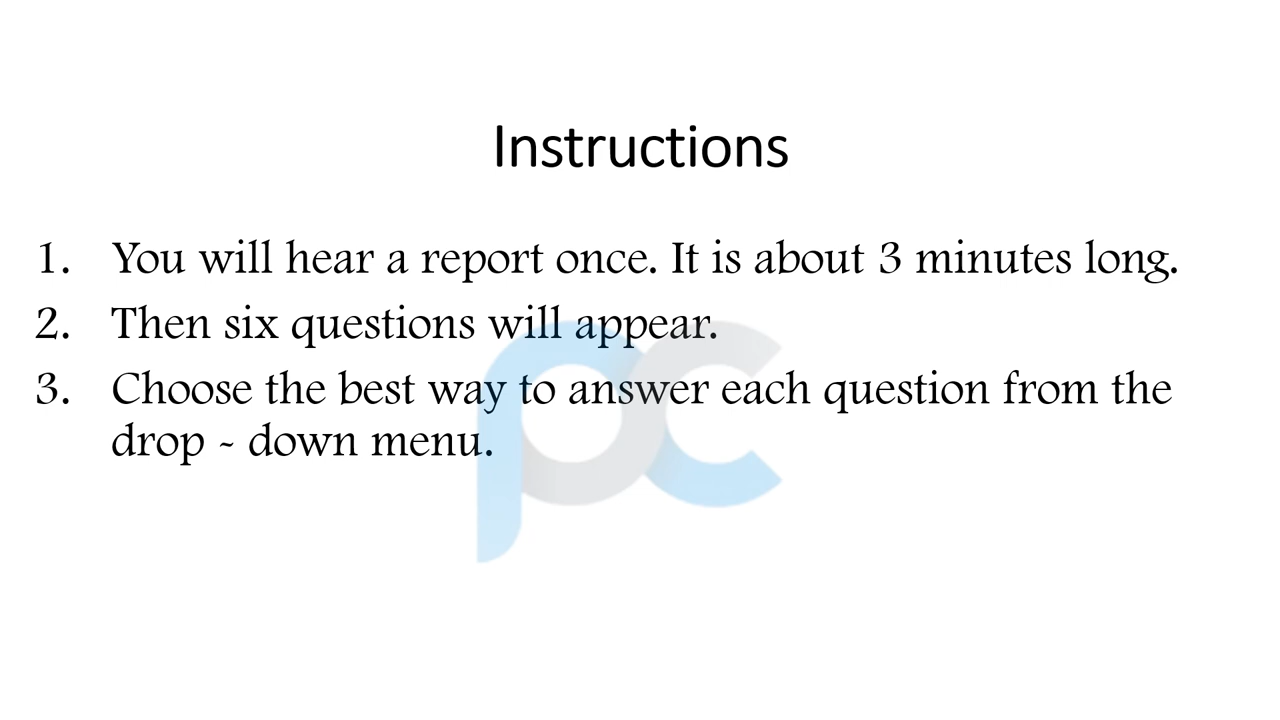 Instructions
1. You will hear a report once. It is about 3 minutes long.
2. Then six questions will appear.
3. Choose the best way to answer each question from the
drop - down menu.
pc